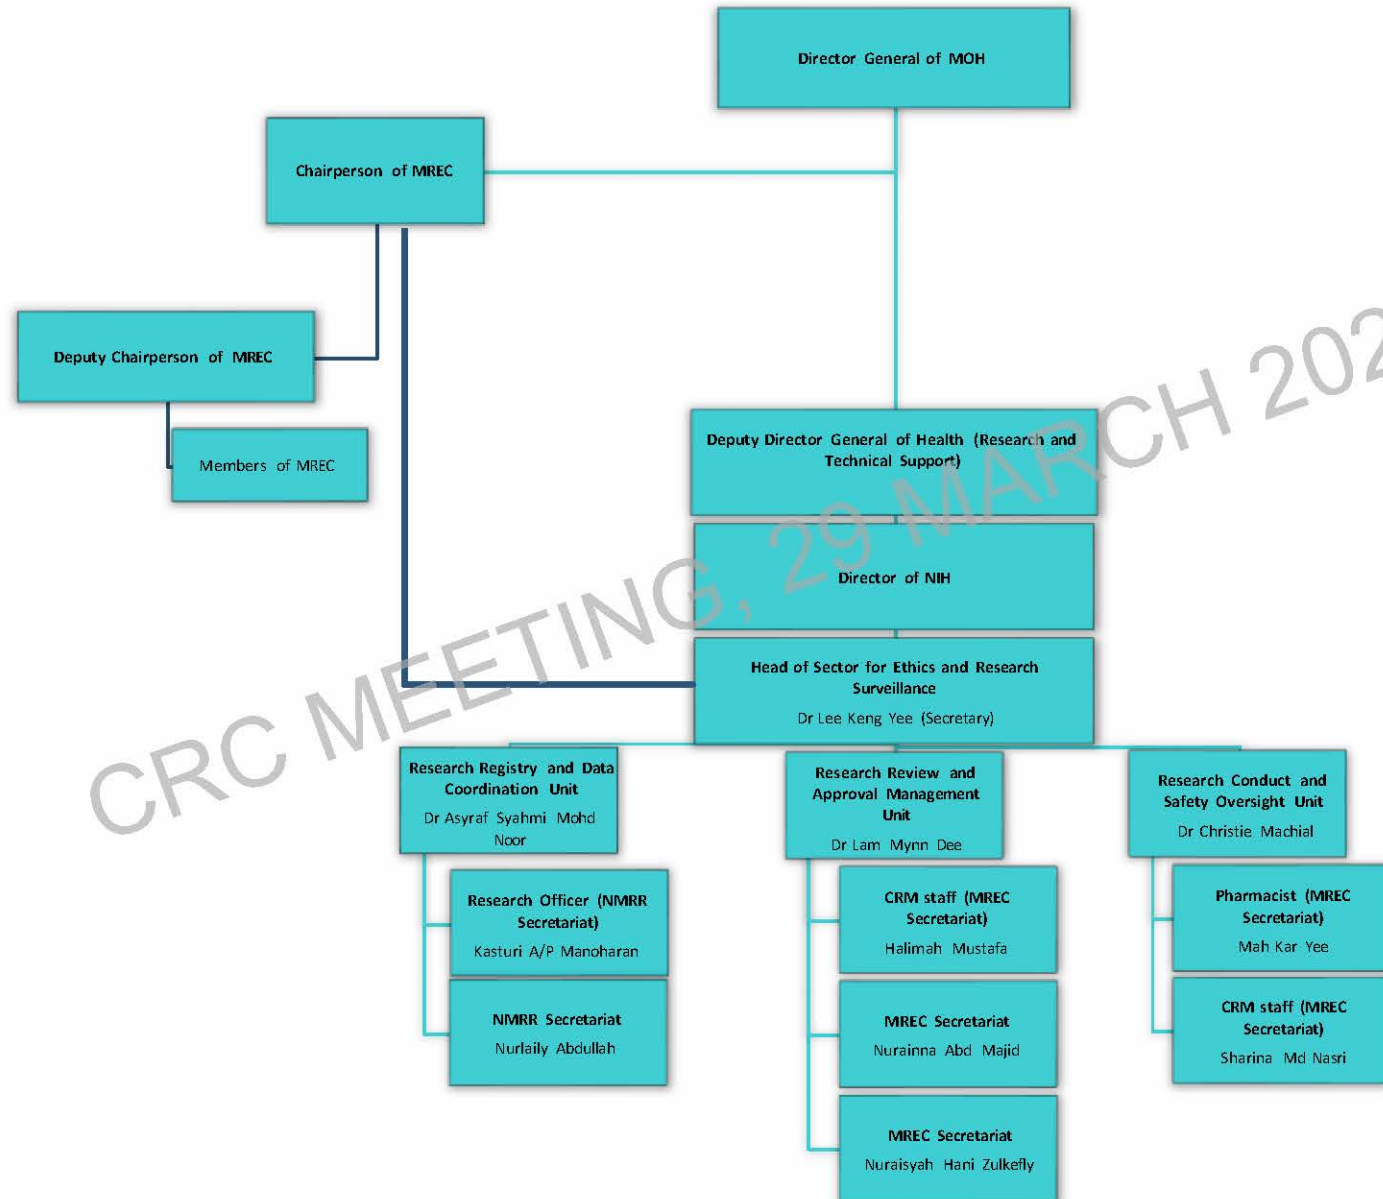 Director General of MOH
Chairperson of MREC
Deputy Chairperson of MREC
Members of MREC
Deputy Director General of Health (Research and
Technical Support)
Director of NIH
Head of Sector for Ethics and Research
Surveillance
Dr Lee Keng Yee (Secretary)
Research Registry and Data
Coordination Unit
Dr Asyraf Syahmi Mohd
Noor
Research Officer (NMRR
Secretariat)
Kasturi A/P Manoharan
NMRR Secretariat
Nurlaily Abdullah
Research Review and
Approval Management
Unit
Dr Lam Mynn Dee
CRM staff (MREC
Secretariat)
Halimah Mustafa
MREC Secretariat
Nurainna Abd Majid
MREC Secretariat
Nuraisyah Hani Zulkefly
Research Conduct and
Safety Oversight Unit
Dr Christie Machial
Pharmacist (MREC
Secretariat)
Mah Kar Yee
CRM staff (MREC
Secretariat)
Sharina Md Nasri
CRC MEETING, 29 MARCH